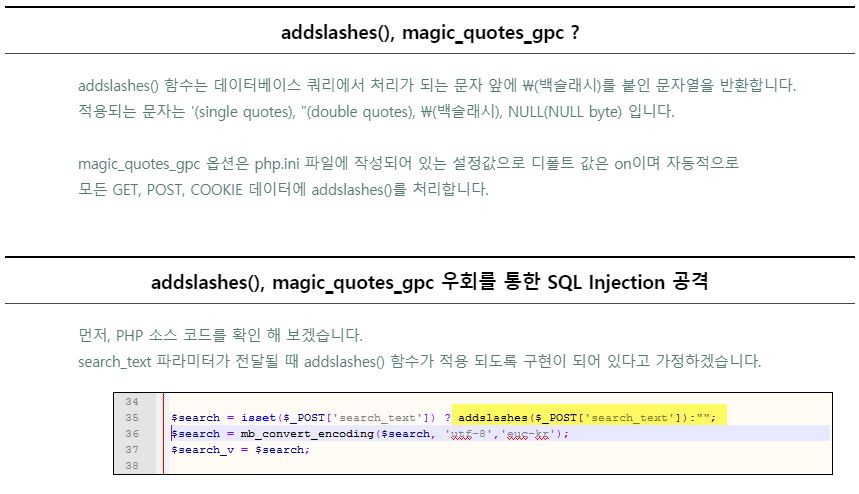 addslashes(), magic_quotes_gpc ?
addslashes() 함수는 데이터베이스 쿼리에서 처리가 되는 문자 앞에 ₩(백슬래시)를 붙인 문자열을 반환합니다.
적용되는 문자는 '(single quotes), "(double quotes), ₩(백슬래시), NULL(NULL byte) 입니다.
magic_quotes_gpc 옵션은 php.ini 파일에 작성되어 있는 설정값으로 디폴트 값은 on이며 자동적으로
모든 GET, POST, COOKIE 데이터에 addslashes()를 처리합니다.
addslashes(), magic_quotes_gpc 우회를 통한 SQL Injection 공격
먼저, PHP 소스 코드를 확인 해 보겠습니다.
search_text 파라미터가 전달될 때 addslashes() 함수가 적용 되도록 구현이 되어 있다고 가정하겠습니다.
34
35 $search = isset($_POST['search_text']) ? addslashes($_POST['search_text']):"";
36 $search = mb_convert_encoding($search, 'utf-8','euc-kr');
37 $search_v = $search;
38